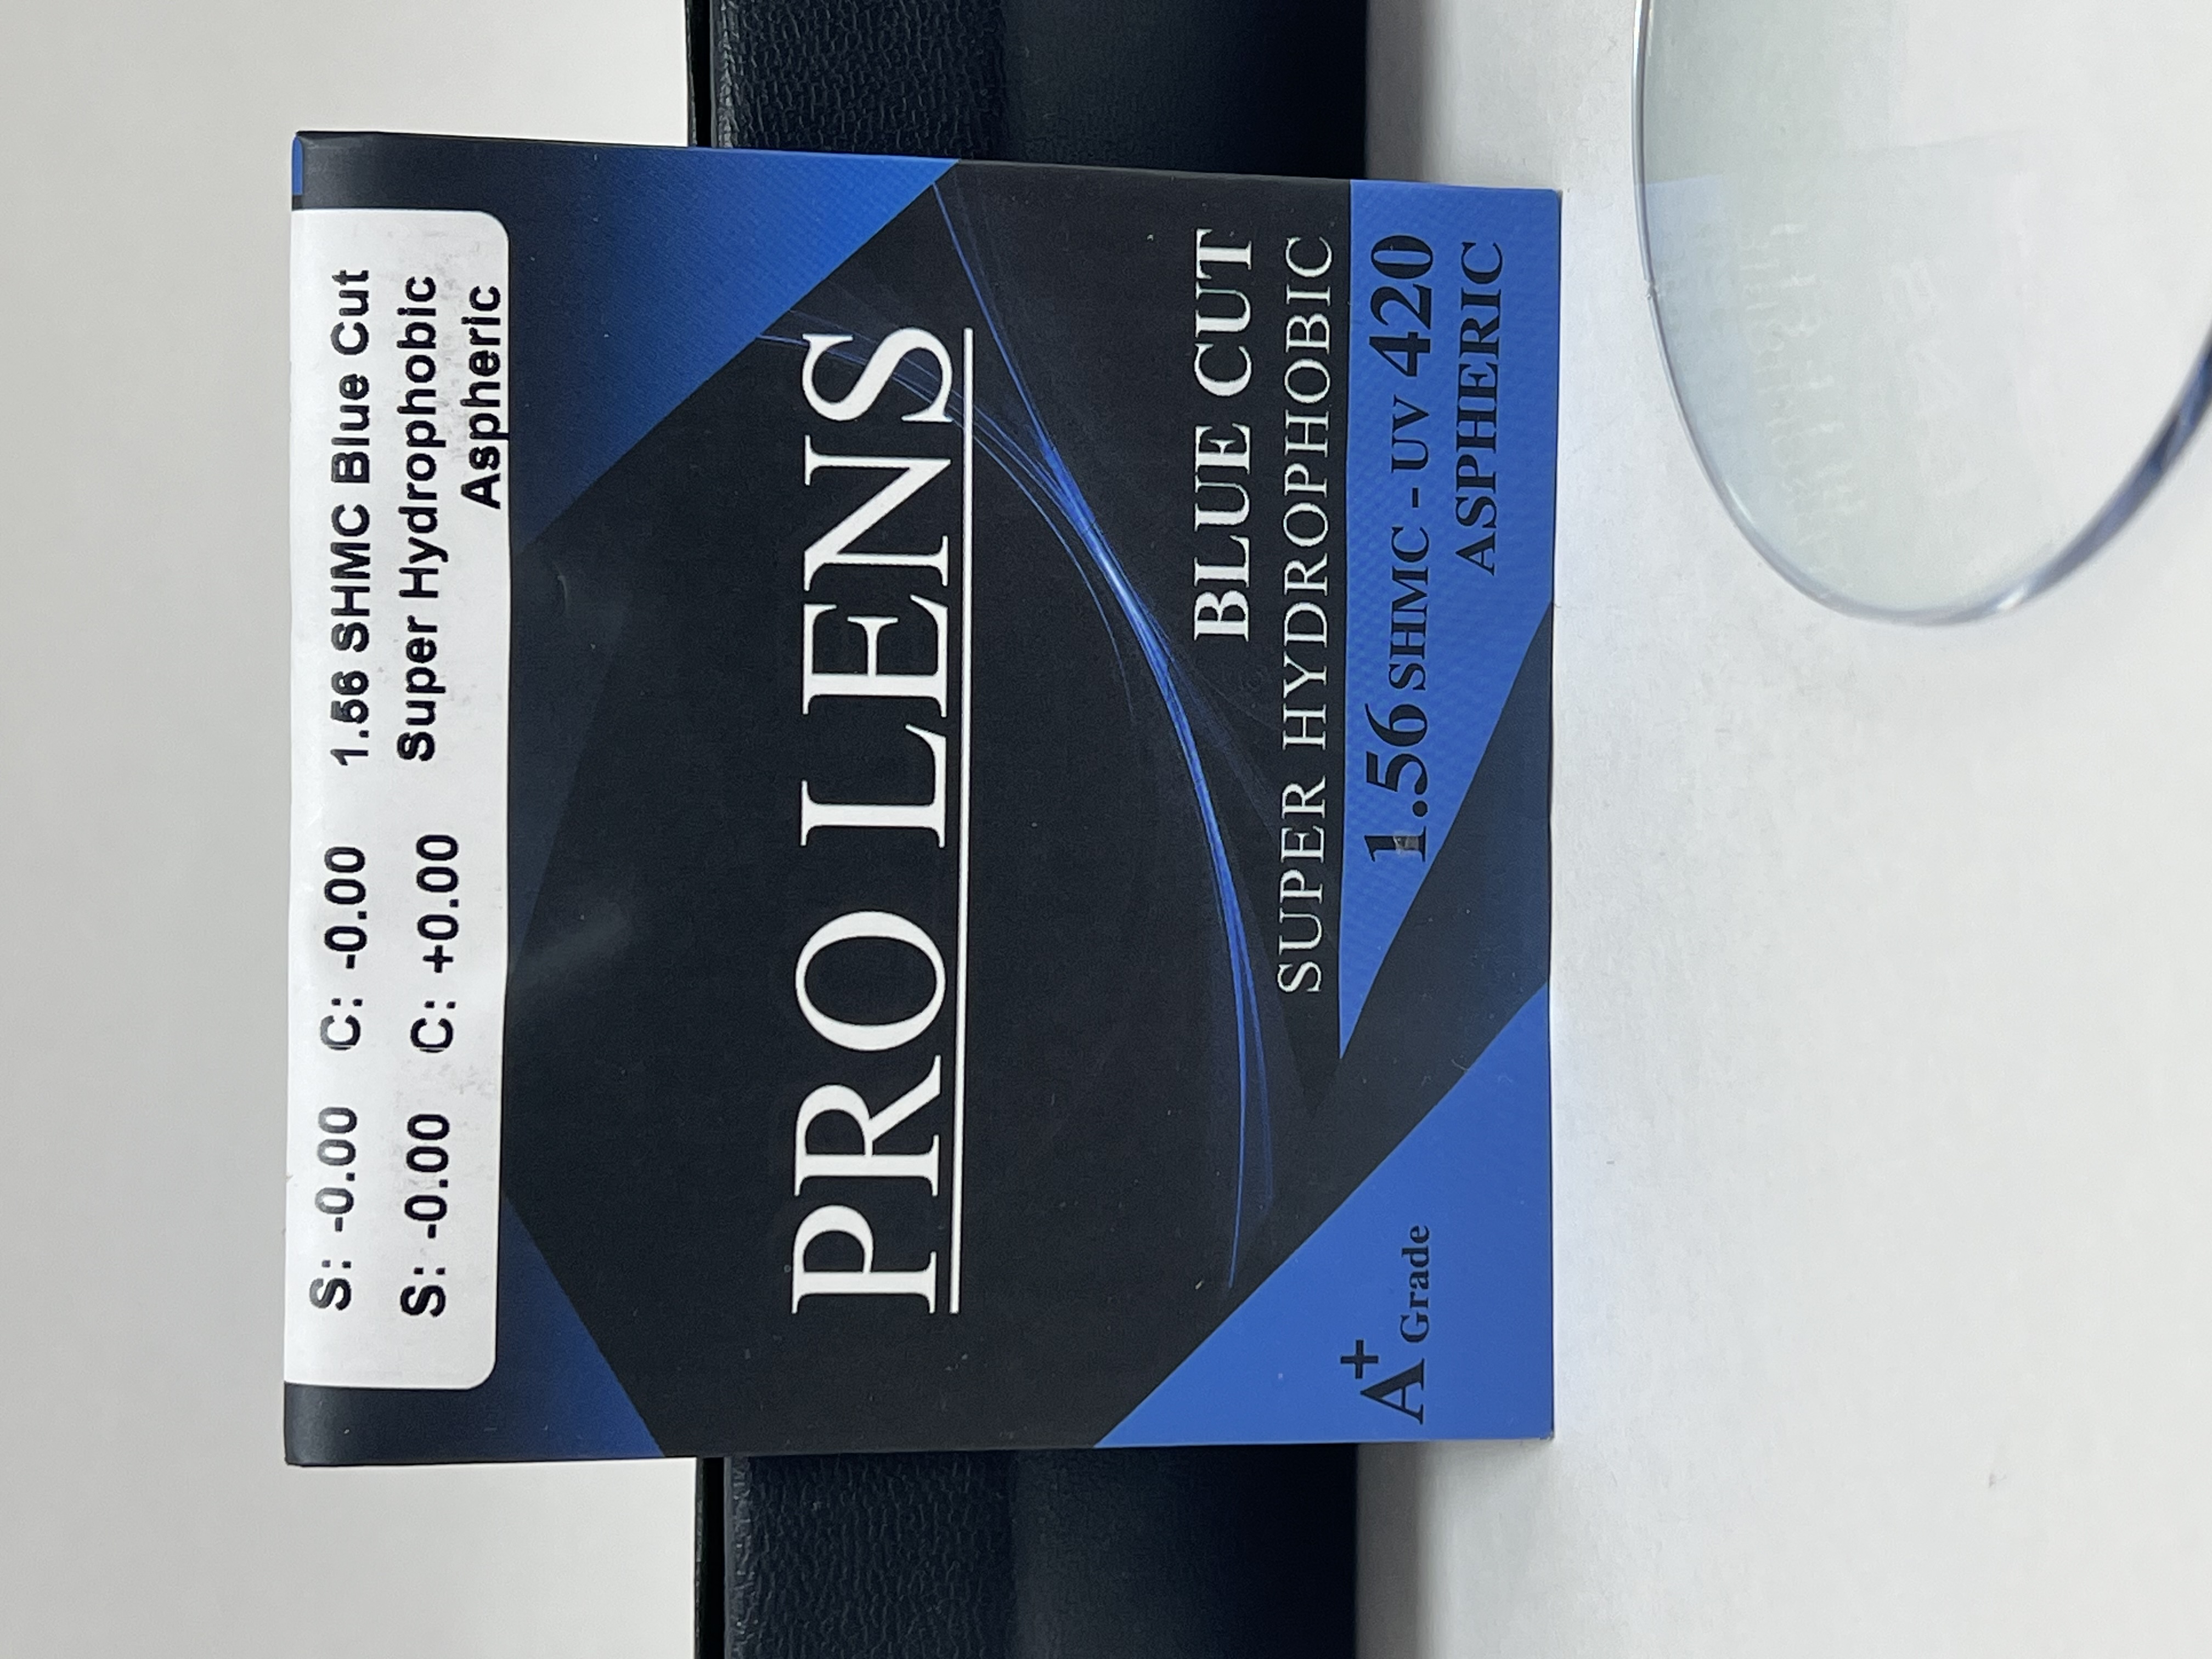 S: -0.00 C: -0.00 1.56 SHMC Blue Cut
S: -0.00 C: +0.00 Super Hydrophobic
Aspheric
PRO LENS
BLUE CUT
SUPER HYDROPHOBIC
1.56 SHMC - UV 420
ASPHERIC
A+ Grade